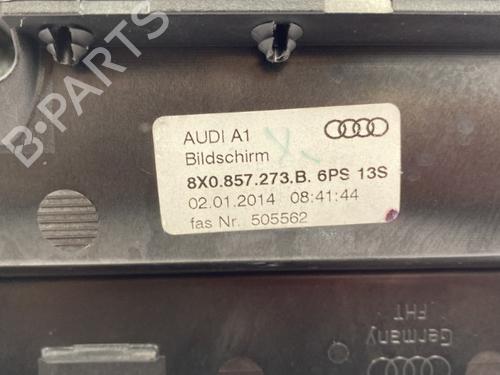 B-PARTS
AUDI A1
Bildschirm
8X0.857.273.B. 6PS 13S
02.01.2014 08:41:44
fas Nr. 505562
Germany
FHT